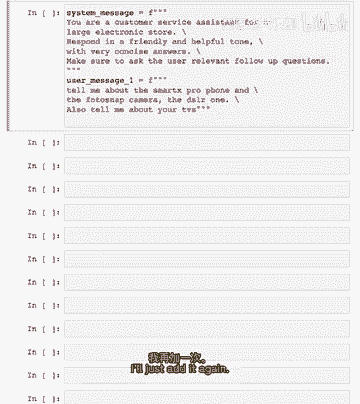 In [ ]: system_message = f"""
You are a customer service assistant for a \
large electronic store. \
Respond in a friendly and helpful tone, \
with very concise answers. \
Make sure to ask the user relevant follow up questions.
"""
user_message_1 = f"""
tell me about the smartx pro phone and \
the fotosnap camera, the dslr one. \
Also tell me about your tvs"""
In [ ]:
In [ ]:
In [ ]:
In [ ]:
In [ ]:
In [ ]:
In [ ]:
In [ ]:
In [ ]:
In [ ]:
我再加一次。
I'll just add it again.
In [ ]:
In [ ]: